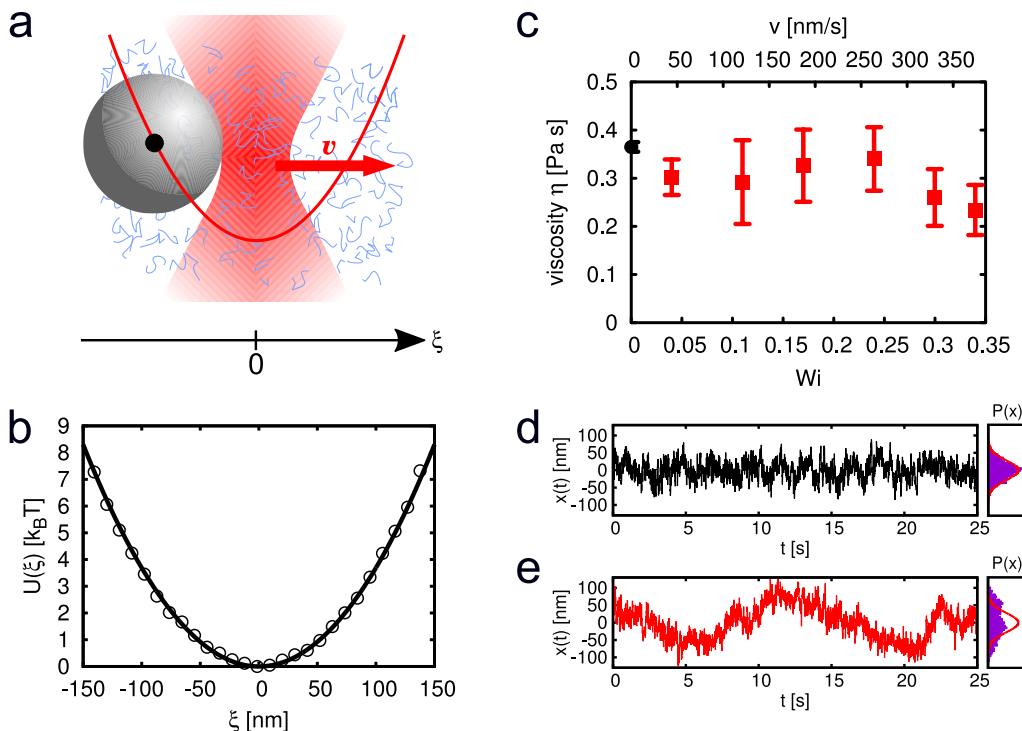 a
v
ξ
0
b
U(ξ) [k_BT]
9
8
7
6
5
4
3
2
1
0
-150 -100 -50 0 50 100 150
ξ [nm]
c
v [nm/s]
0 50 100 150 200 250 300 350
viscosity η [Pa s]
0.5
0.4
0.3
0.2
0.1
0
0 0.05 0.1 0.15 0.2 0.25 0.3 0.35
Wi
d
P(x)
x(t) [nm]
100
50
0
-50
-100
0 5 10 15 20 25
t [s]
e
P(x)
x(t) [nm]
100
50
0
-50
-100
0 5 10 15 20 25
t [s]